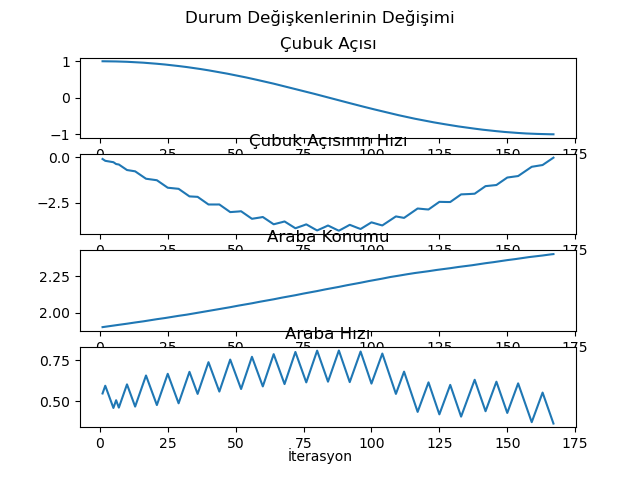 Durum Değişkenlerinin Değişimi
Çubuk Açısı
1
0
−1
0 25 50 75 100 125 150 175
Çubuk Açısının Hızı
0.0
−2.5
0 25 50 75 100 125 150 175
Araba Konumu
2.25
2.00
0 25 50 75 100 125 150 175
Araba Hızı
0.75
0.50
0 25 50 75 100 125 150 175
İterasyon